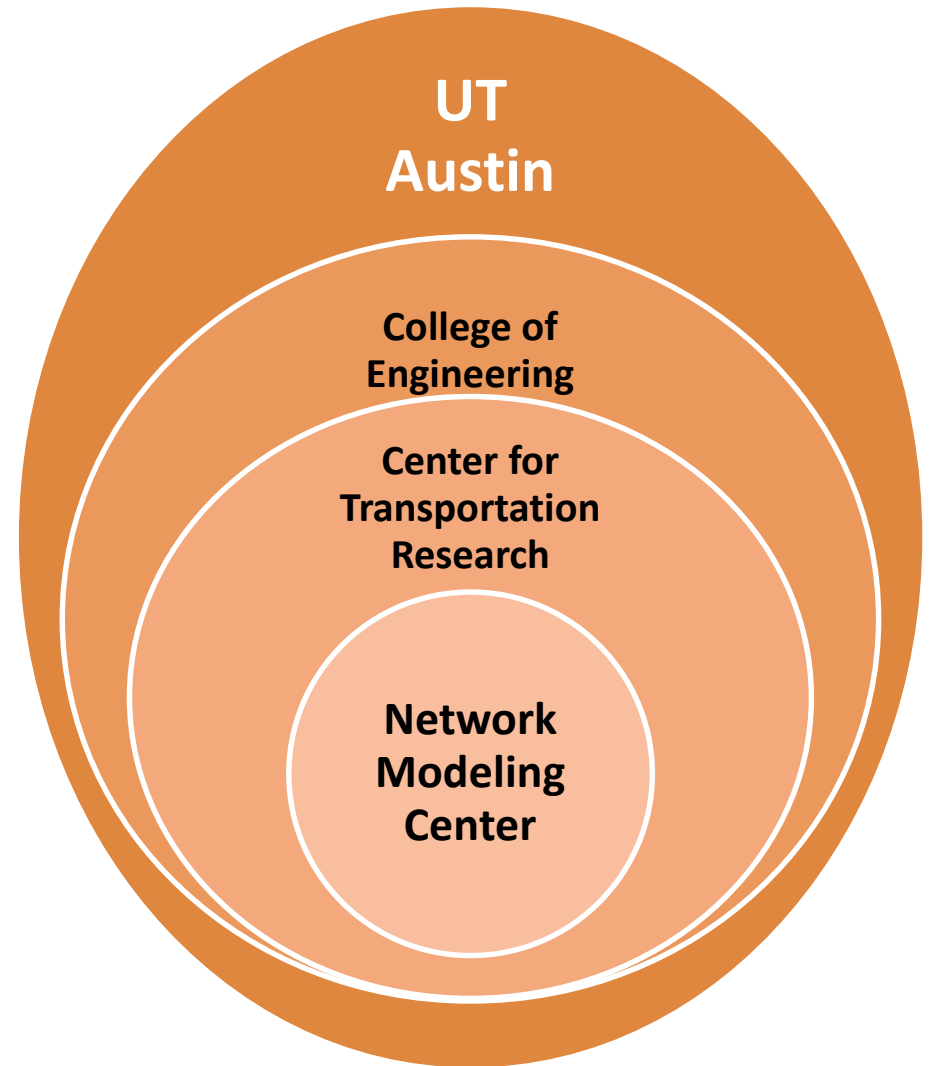 UT
Austin
College of
Engineering
Center for
Transportation
Research
Network
Modeling
Center